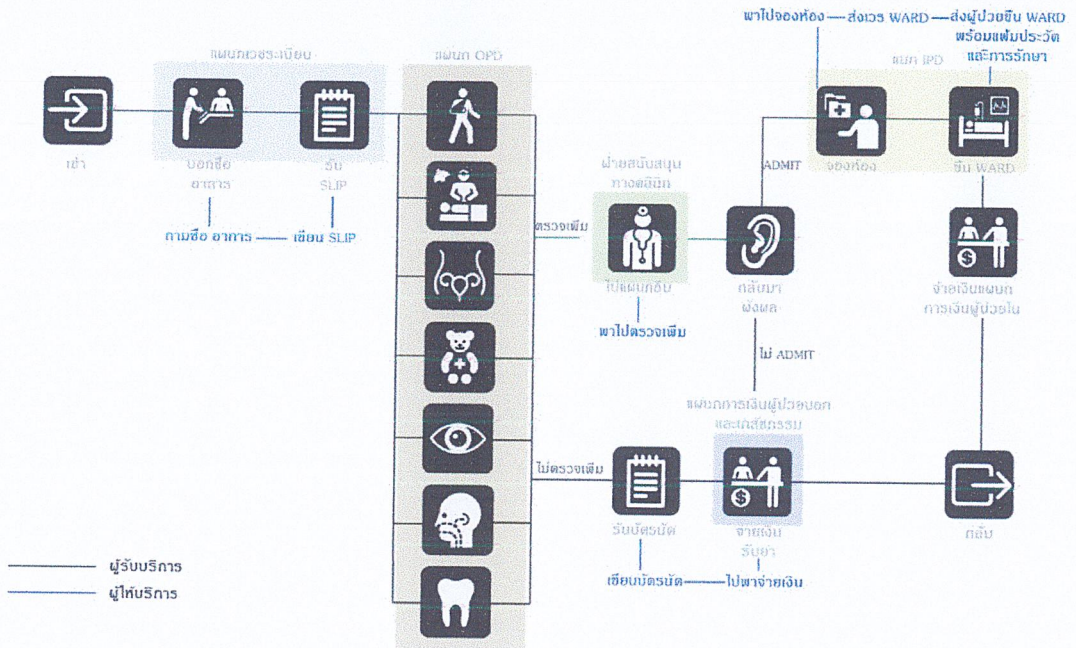 พาไปจองห้อง — ส่งเวร WARD — ส่งผู้ป่วยขึ้น WARD
พร้อมแฟ้มประวัติ
และการรักษา
แผนกเวชระเบียน
แผนก OPD
แผนก IPD
เข้า
บอกชื่อ
อาการ
รับ
SLIP
ถามชื่อ อาการ — เขียน SLIP
ตรวจเพิ่ม
ฝ่ายสนับสนุน
ทางคลินิก
ไปแผนกอื่น
พาไปตรวจเพิ่ม
กลับมา
ฟังผล
ADMIT
จองห้อง
ขึ้น WARD
จ่ายเงินแผนก
การเงินผู้ป่วยใน
ไม่ ADMIT
แผนกการเงินผู้ป่วยนอก
และเภสัชกรรม
ไม่ตรวจเพิ่ม
รับบัตรนัด
จ่ายเงิน
รับยา
กลับ
เขียนบัตรนัด — ไปพาจ่ายเงิน
ผู้รับบริการ
ผู้ให้บริการ